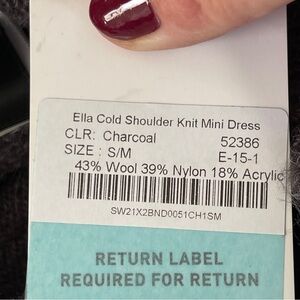 Ella Cold Shoulder Knit Mini Dress
CLR: Charcoal 52386
SIZE : S/M E-15-1
43% Wool 39% Nylon 18% Acrylic
SW21X2BND0051CH1SM
RETURN LABEL
REQUIRED FOR RETURN